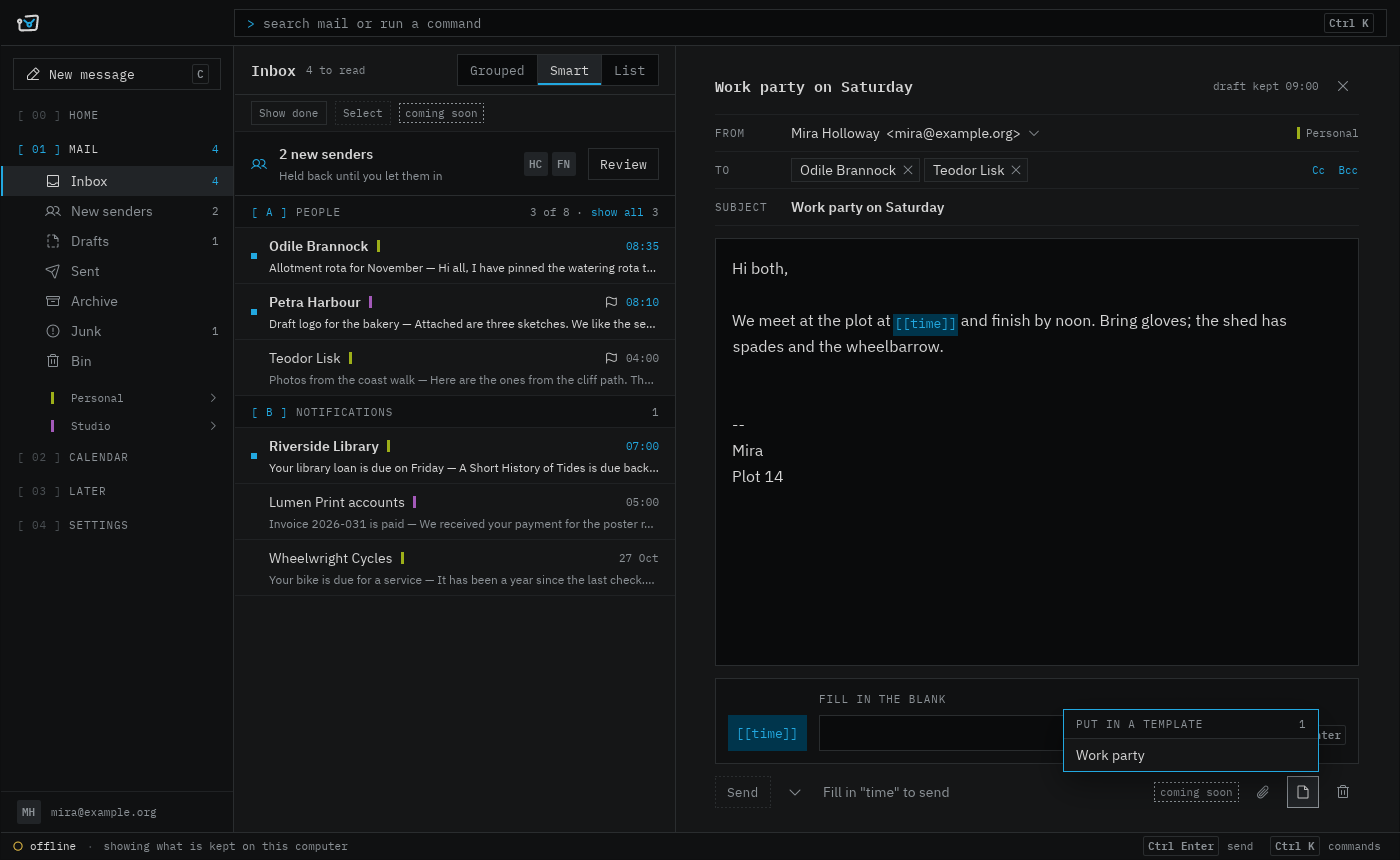 > search mail or run a command Ctrl K
New message C
[ 00 ] HOME
[ 01 ] MAIL 4
Inbox 4
New senders 2
Drafts 1
Sent
Archive
Junk 1
Bin
Personal
Studio
[ 02 ] CALENDAR
[ 03 ] LATER
[ 04 ] SETTINGS
MH mira@example.org
Inbox 4 to read Grouped Smart List
Show done Select coming soon
2 new senders
Held back until you let them in
HC FN Review
[ A ] PEOPLE 3 of 8 · show all 3
Odile Brannock 08:35
Allotment rota for November — Hi all, I have pinned the watering rota t…
Petra Harbour 08:10
Draft logo for the bakery — Attached are three sketches. We like the se…
Teodor Lisk 04:00
Photos from the coast walk — Here are the ones from the cliff path. Th…
[ B ] NOTIFICATIONS 1
Riverside Library 07:00
Your library loan is due on Friday — A Short History of Tides is due back…
Lumen Print accounts 05:00
Invoice 2026-031 is paid — We received your payment for the poster r…
Wheelwright Cycles 27 Oct
Your bike is due for a service — It has been a year since the last check.…
Work party on Saturday draft kept 09:00
FROM Mira Holloway <mira@example.org> Personal
TO Odile Brannock Teodor Lisk Cc Bcc
SUBJECT Work party on Saturday
Hi both,
We meet at the plot at [[time]] and finish by noon. Bring gloves; the shed has
spades and the wheelbarrow.
--
Mira
Plot 14
FILL IN THE BLANK
[[time]]
PUT IN A TEMPLATE 1
Work party
Send Fill in "time" to send coming soon
offline · showing what is kept on this computer Ctrl Enter send Ctrl K commands